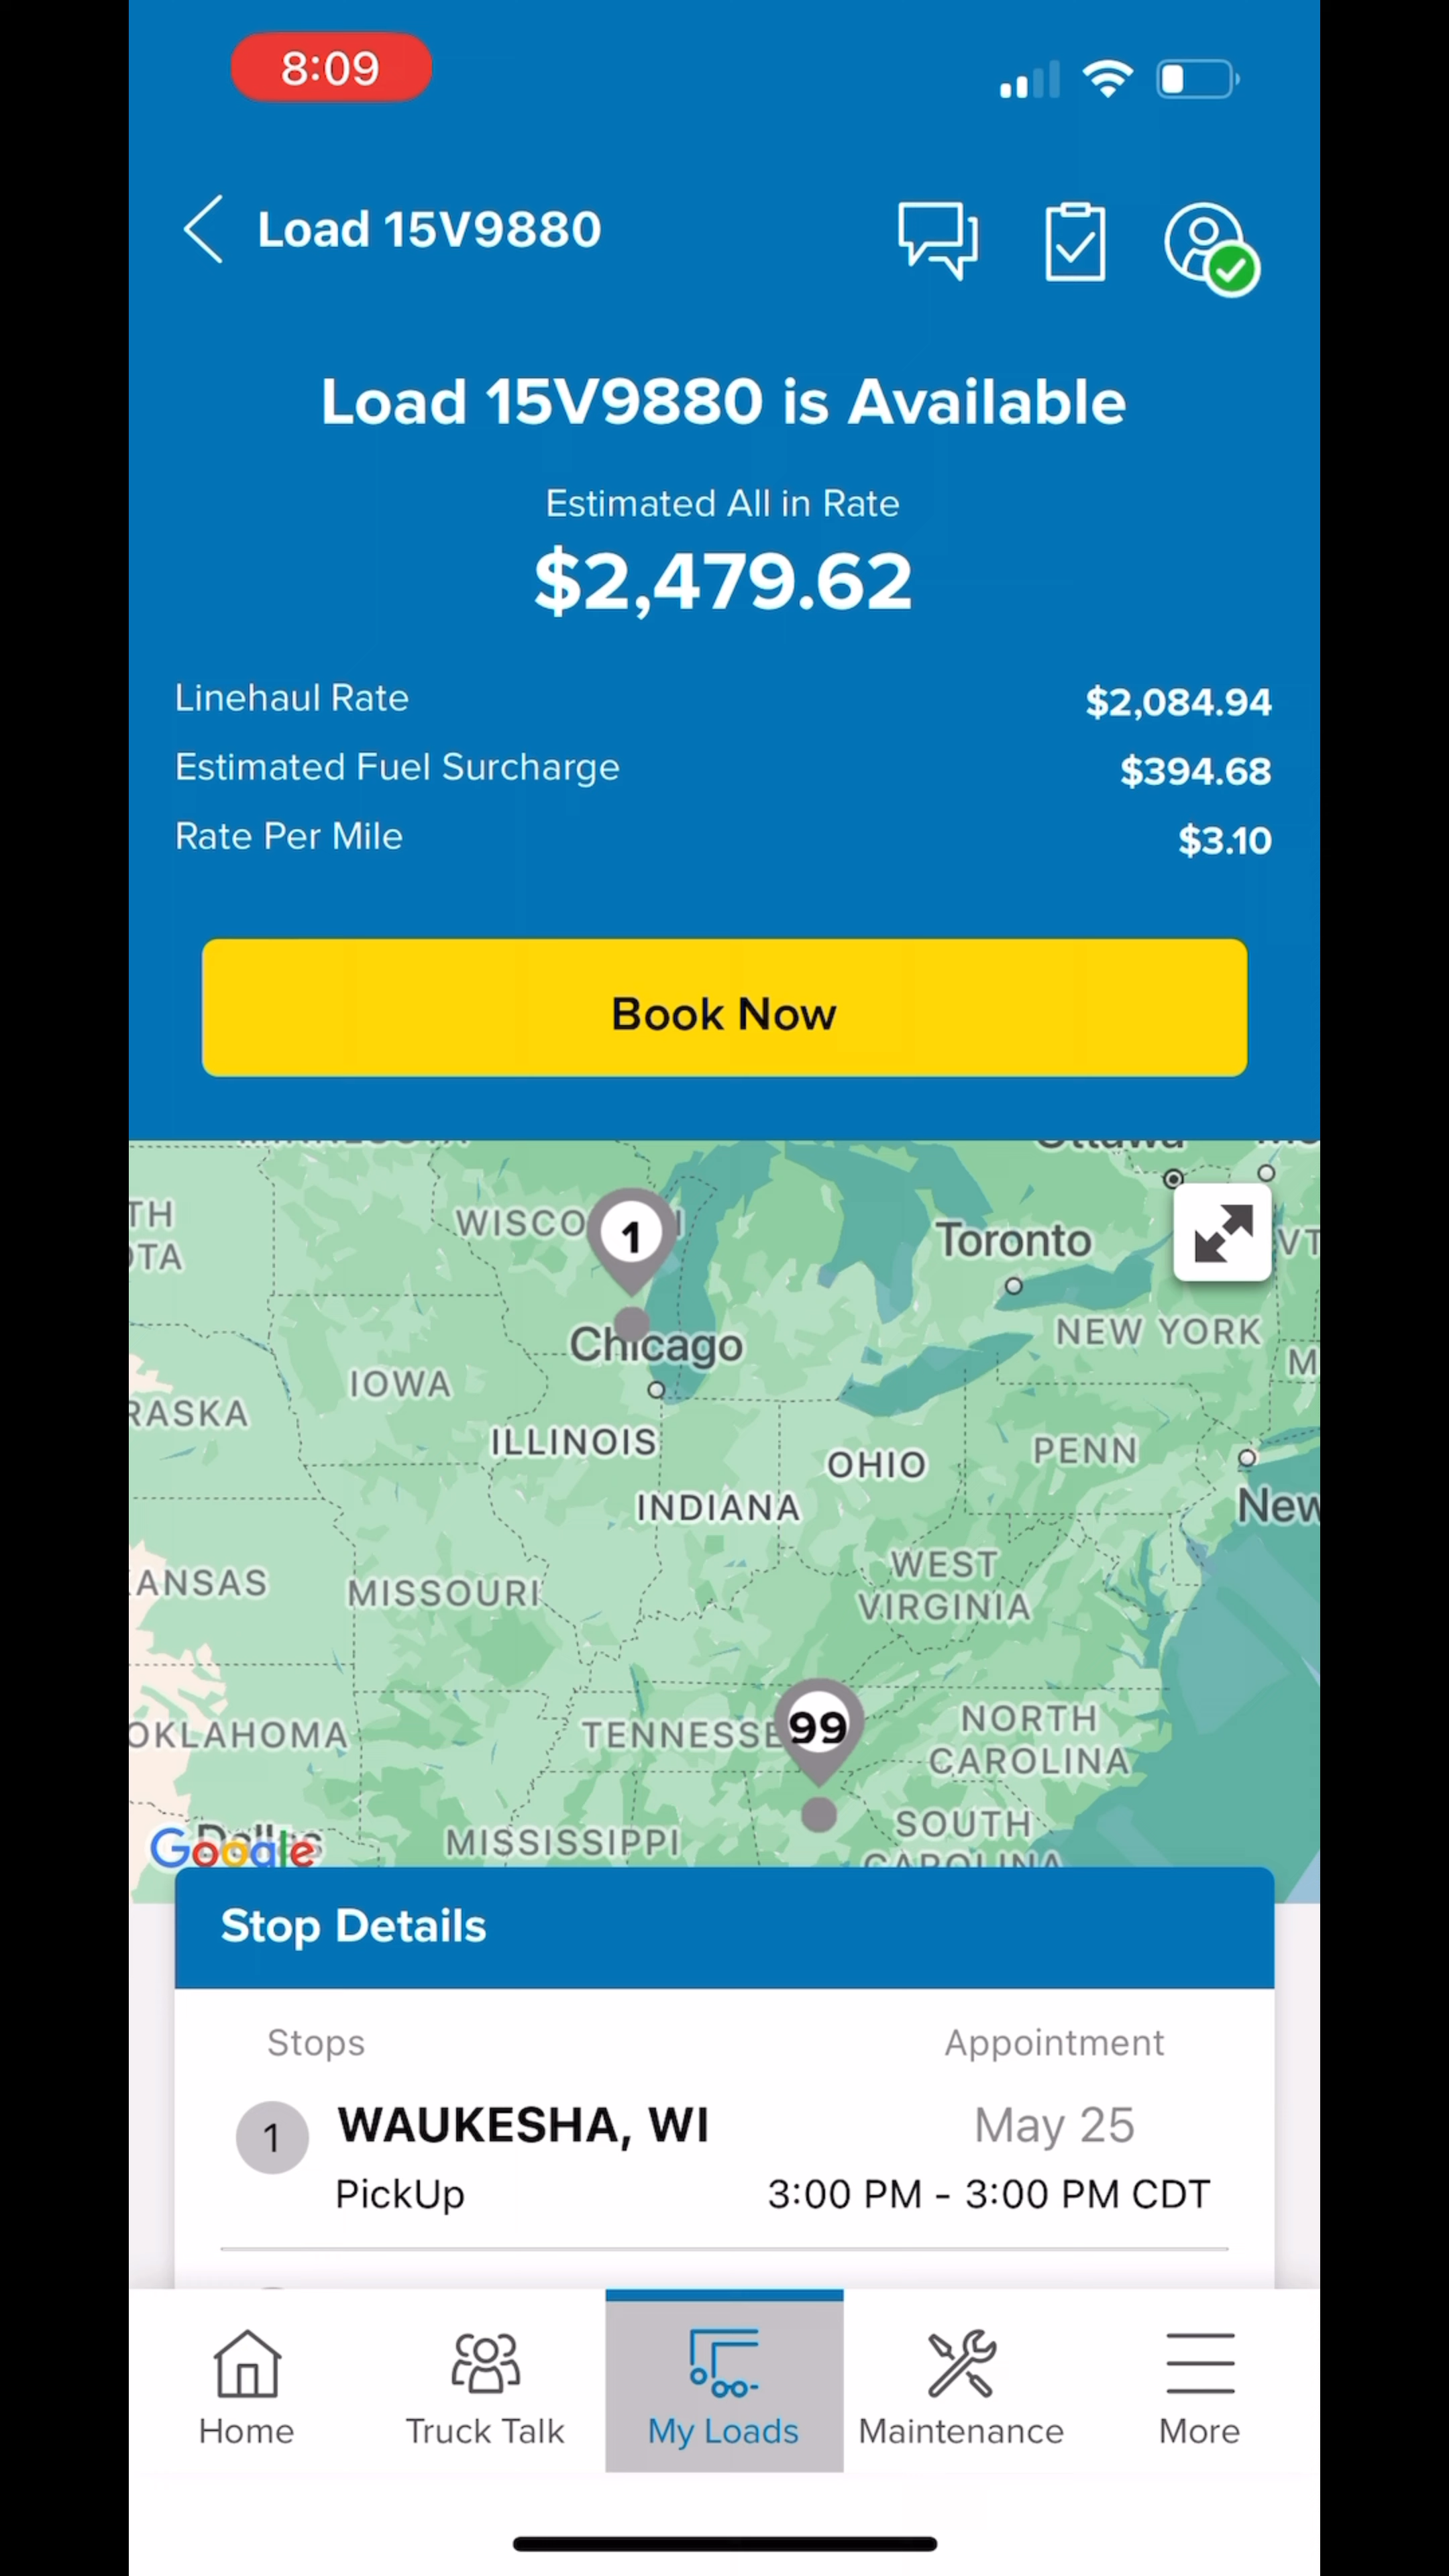 8:09
Load 15V9880
Load 15V9880 is Available
Estimated All in Rate
$2,479.62
Linehaul Rate $2,084.94
Estimated Fuel Surcharge $394.68
Rate Per Mile $3.10
Book Now
Toronto
NEW YORK
1
Chicago
IOWA
ILLINOIS
OHIO
PENN
INDIANA
New
WEST
VIRGINIA
MISSOURI
OKLAHOMA
99
NORTH
CAROLINA
SOUTH
CAROLINA
MISSISSIPPI
Google
Stop Details
Stops Appointment
1 WAUKESHA, WI May 25
PickUp 3:00 PM - 3:00 PM CDT
Home Truck Talk My Loads Maintenance More